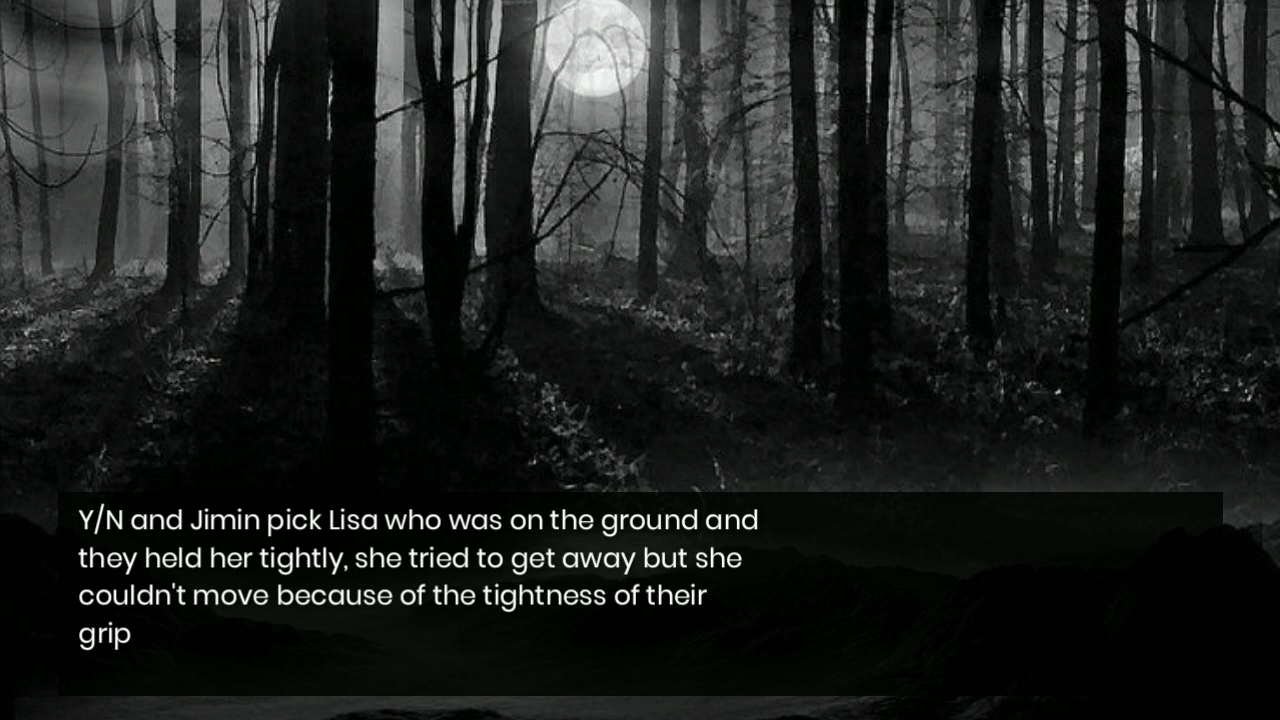 Y/N and Jimin pick Lisa who was on the ground and
they held her tightly, she tried to get away but she
couldn't move because of the tightness of their
grip